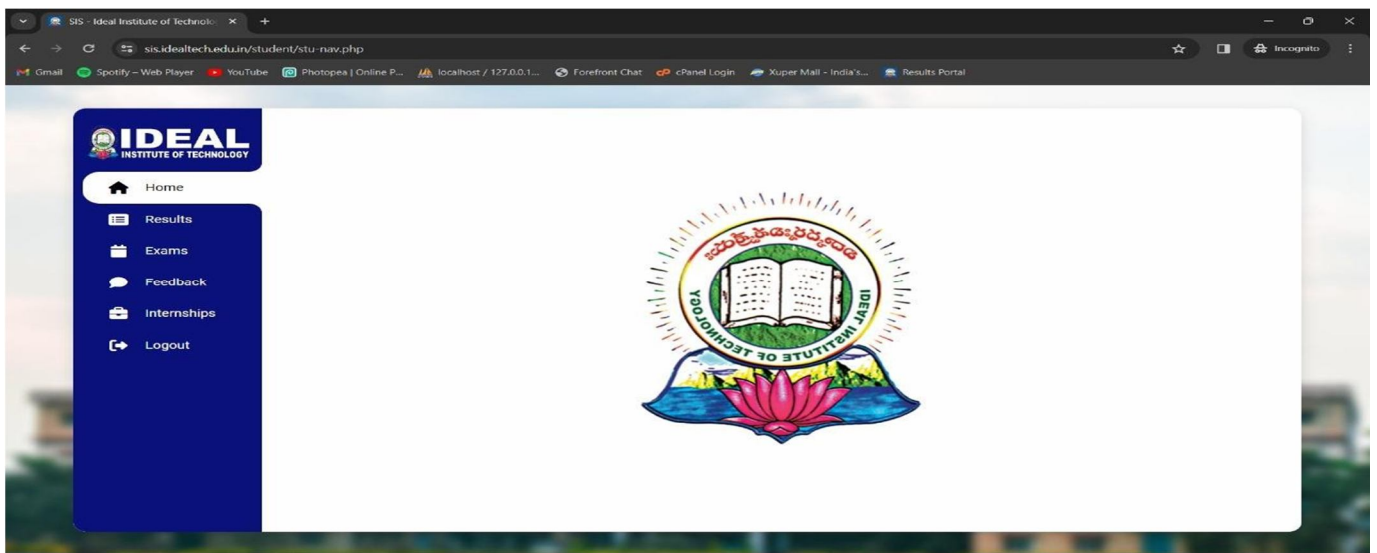 SIS - Ideal Institute of Technolo
sis.idealtech.edu.in/student/stu-nav.php
Incognito
Gmail
Spotify – Web Player
YouTube
Photopea | Online P...
localhost / 127.0.0.1...
Forefront Chat
cPanel Login
Xuper Mall - India's...
Results Portal
IDEAL
INSTITUTE OF TECHNOLOGY
Home
Results
Exams
Feedback
Internships
Logout
IDEAL INSTITUTE OF TECHNOLOGY